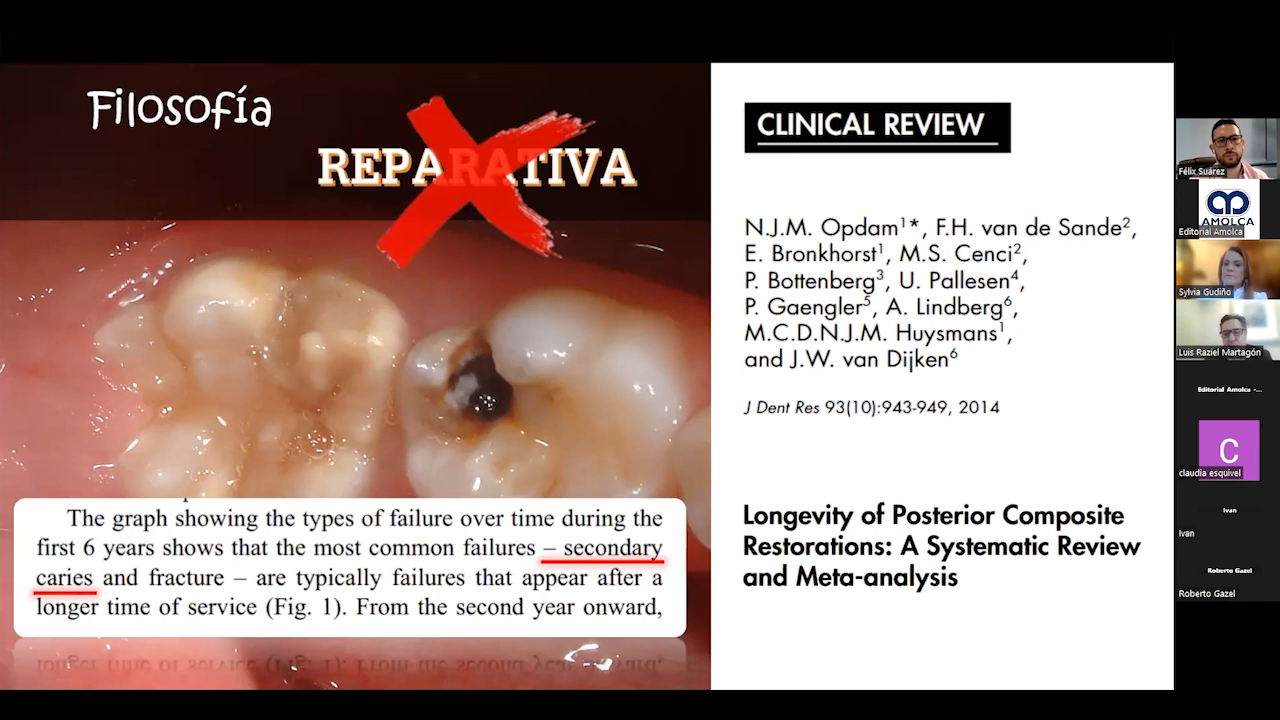 Filosofía
REPARATIVA
The graph showing the types of failure over time during the
first 6 years shows that the most common failures – secondary
caries and fracture – are typically failures that appear after a
longer time of service (Fig. 1). From the second year onward,
CLINICAL REVIEW
N.J.M. Opdam¹*, F.H. van de Sande²,
E. Bronkhorst¹, M.S. Cenci²,
P. Bottenberg³, U. Pallesen⁴,
P. Gaengler⁵, A. Lindberg⁶,
M.C.D.N.J.M. Huysmans¹,
and J.W. van Dijken⁶
J Dent Res 93(10):943-949, 2014
Longevity of Posterior Composite
Restorations: A Systematic Review
and Meta-analysis
Félix Suárez
AMOLCA
Editorial Amolca
Sylvia Gudiño
Luis Raziel Martagón
Editorial Amolca -...
C
claudia esquivel
Ivan
Ivan
Roberto Gazel
Roberto Gazel